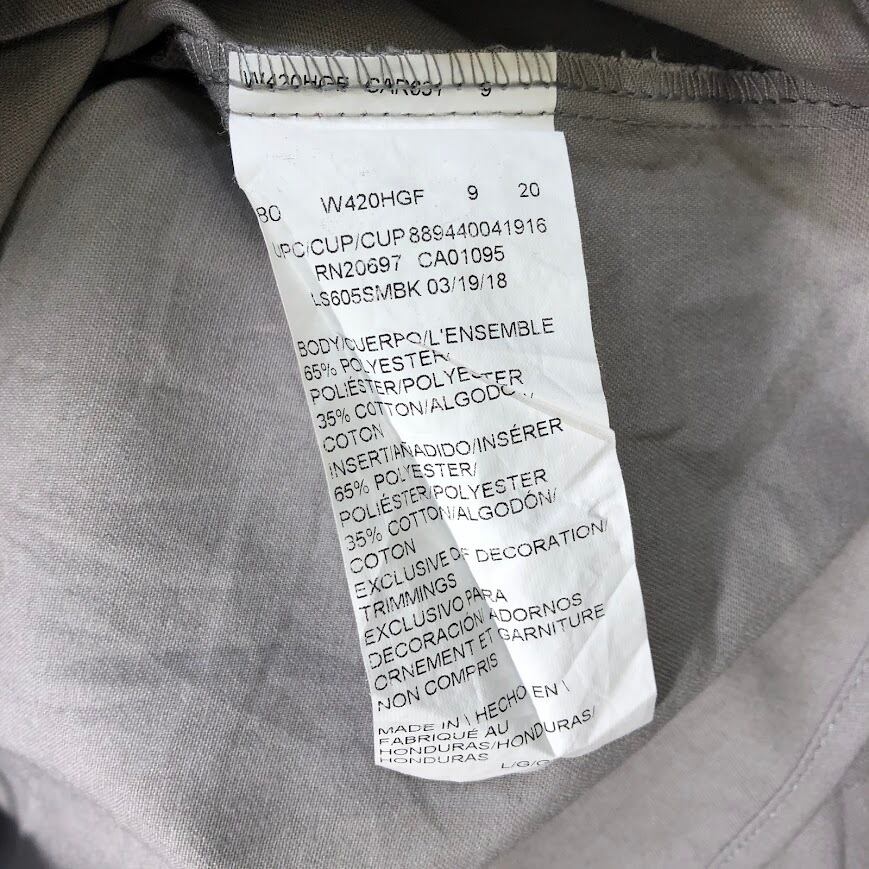 W420HGF CAR051 9
80 W420HGF 9 20
UPC/CUP/CUP 889440041916
RN20697 CA01095
LS605SMBK 03/19/18
BODY/CUERPO/L'ENSEMBLE
65% POLYESTER/
POLIÉSTER/POLYESTER
35% COTTON/ALGODÓN/
COTON
INSERT/AÑADIDO/INSÉRER
65% POLYESTER/
POLIÉSTER/POLYESTER
35% COTTON/ALGODÓN/
COTON
EXCLUSIVE OF DECORATION/
TRIMMINGS
EXCLUSIVO PARA
DECORACIÓN/ADORNOS
ORNEMENT ET GARNITURE
NON COMPRIS
MADE IN \ HECHO EN \
FABRIQUÉ AU
HONDURAS/HONDURAS/
HONDURAS L/G/G